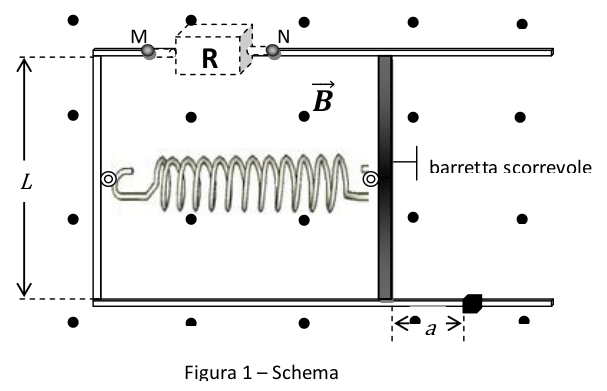 M
N
R
B
L
barretta scorrevole
a
Figura 1 – Schema